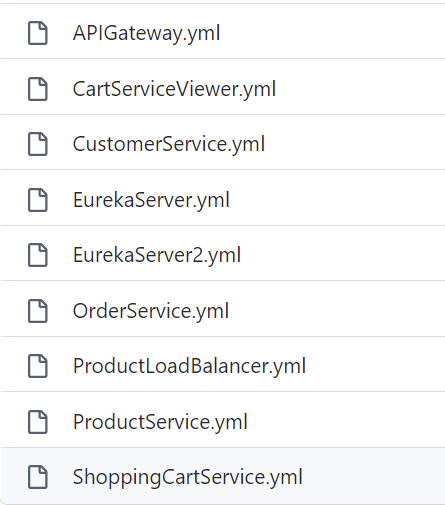 APIGateway.yml
CartServiceViewer.yml
CustomerService.yml
EurekaServer.yml
EurekaServer2.yml
OrderService.yml
ProductLoadBalancer.yml
ProductService.yml
ShoppingCartService.yml